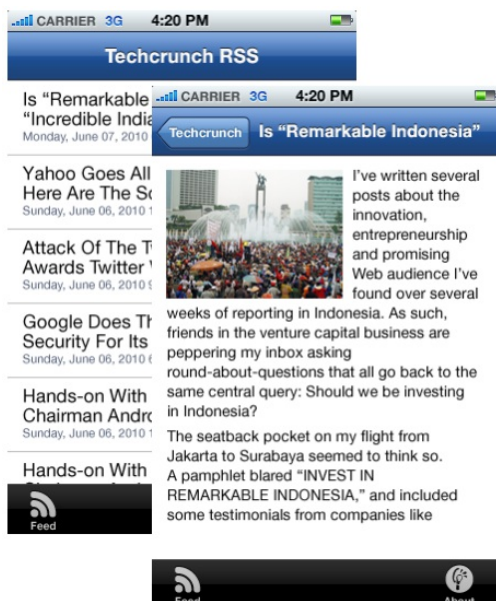 CARRIER 3G 4:20 PM
Techcrunch RSS
Is “Remarkable
“Incredible India
Monday, June 07, 2010
Yahoo Goes All
Here Are The
Sunday, June 06, 2010
Attack Of The
Awards Twitter
Sunday, June 06, 2010
Google Does
Security For Its
Sunday, June 06, 2010
Hands-on With
Chairman
Sunday, June 06, 2010
Hands-on With
Feed
CARRIER 3G 4:20 PM
Techcrunch Is “Remarkable Indonesia”
I’ve written several
posts about the
innovation,
entrepreneurship
and promising
Web audience I’ve
found over several
weeks of reporting in Indonesia. As such,
friends in the venture capital business are
peppering my inbox asking
round-about-questions that all go back to the
same central query: Should we be investing
in Indonesia?
The seatback pocket on my flight from
Jakarta to Surabaya seemed to think so.
A pamphlet blared “INVEST IN
REMARKABLE INDONESIA,” and included
some testimonials from companies like
Feed About